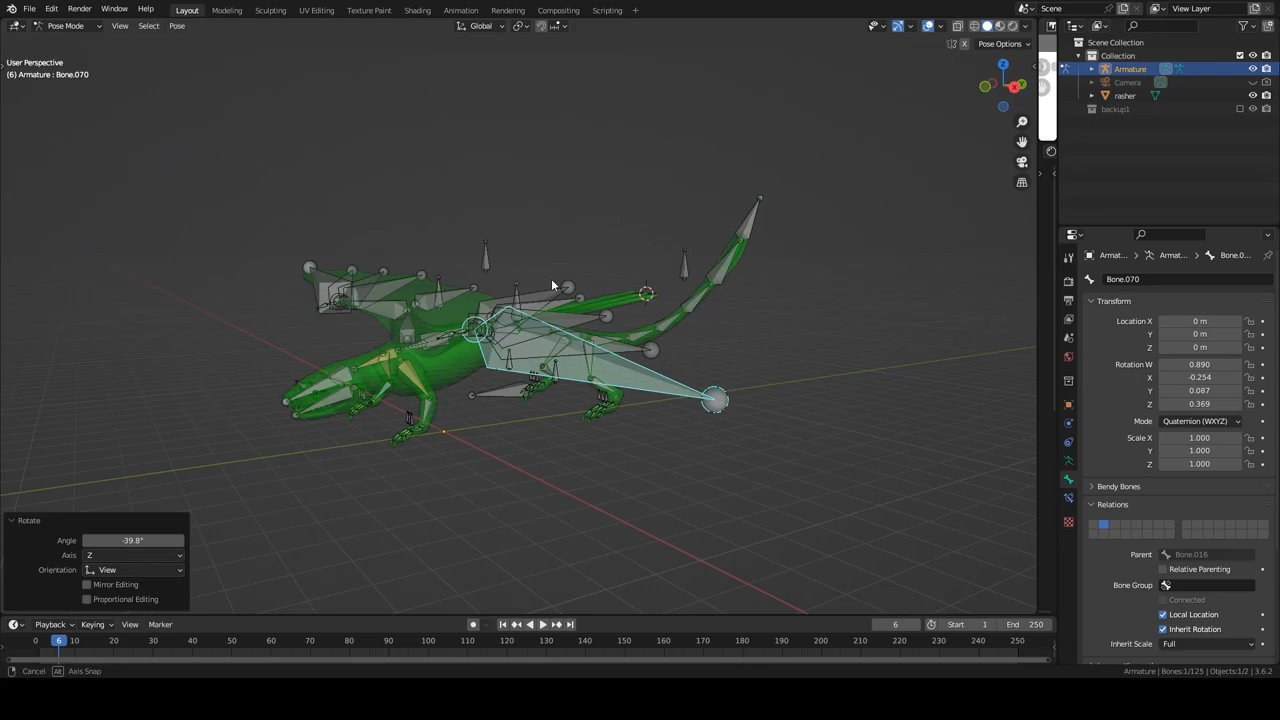 File Edit Render Window Help Layout Modeling Sculpting UV Editing Texture Paint Shading Animation Rendering Compositing Scripting + Scene View Layer
Pose Mode View Select Pose Global
X Pose Options
User Perspective
(6) Armature : Bone.070
Z
Y
X
Scene Collection
Collection
Armature
Camera
rasher
backup1
Armat... Armat... Bone.0...
Bone.070
Transform
Location X 0 m
Y 0 m
Z 0 m
Rotation W 0.890
X -0.254
Y 0.087
Z 0.369
Mode Quaternion (WXYZ)
Scale X 1.000
Y 1.000
Z 1.000
Bendy Bones
Relations
Parent Bone.016
Relative Parenting
Bone Group
Connected
Local Location
Inherit Rotation
Inherit Scale Full
Rotate
Angle -39.8°
Axis Z
Orientation View
Mirror Editing
Proportional Editing
Playback Keying View Marker 6 Start 1 End 250
0 6 10 20 30 40 50 60 70 80 90 100 110 120 130 140 150 160 170 180 190 200 210 220 230 240 250
Cancel Alt Axis Snap
Armature | Bones:1/125 | Objects:1/2 | 3.6.2